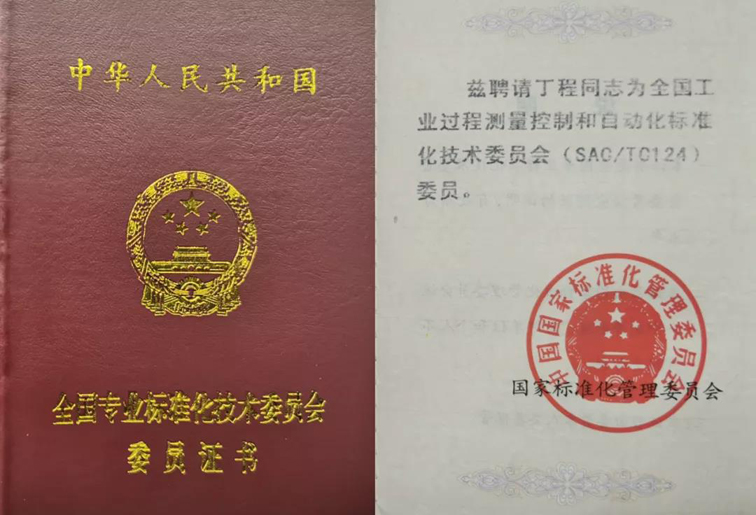 中华人民共和国
全国专业标准化技术委员会
委员证书
兹聘请丁程同志为全国工
业过程测量控制和自动化标准
化技术委员会（SAC/TC124）
委员。
中国国家标准化管理委员会
国家标准化管理委员会